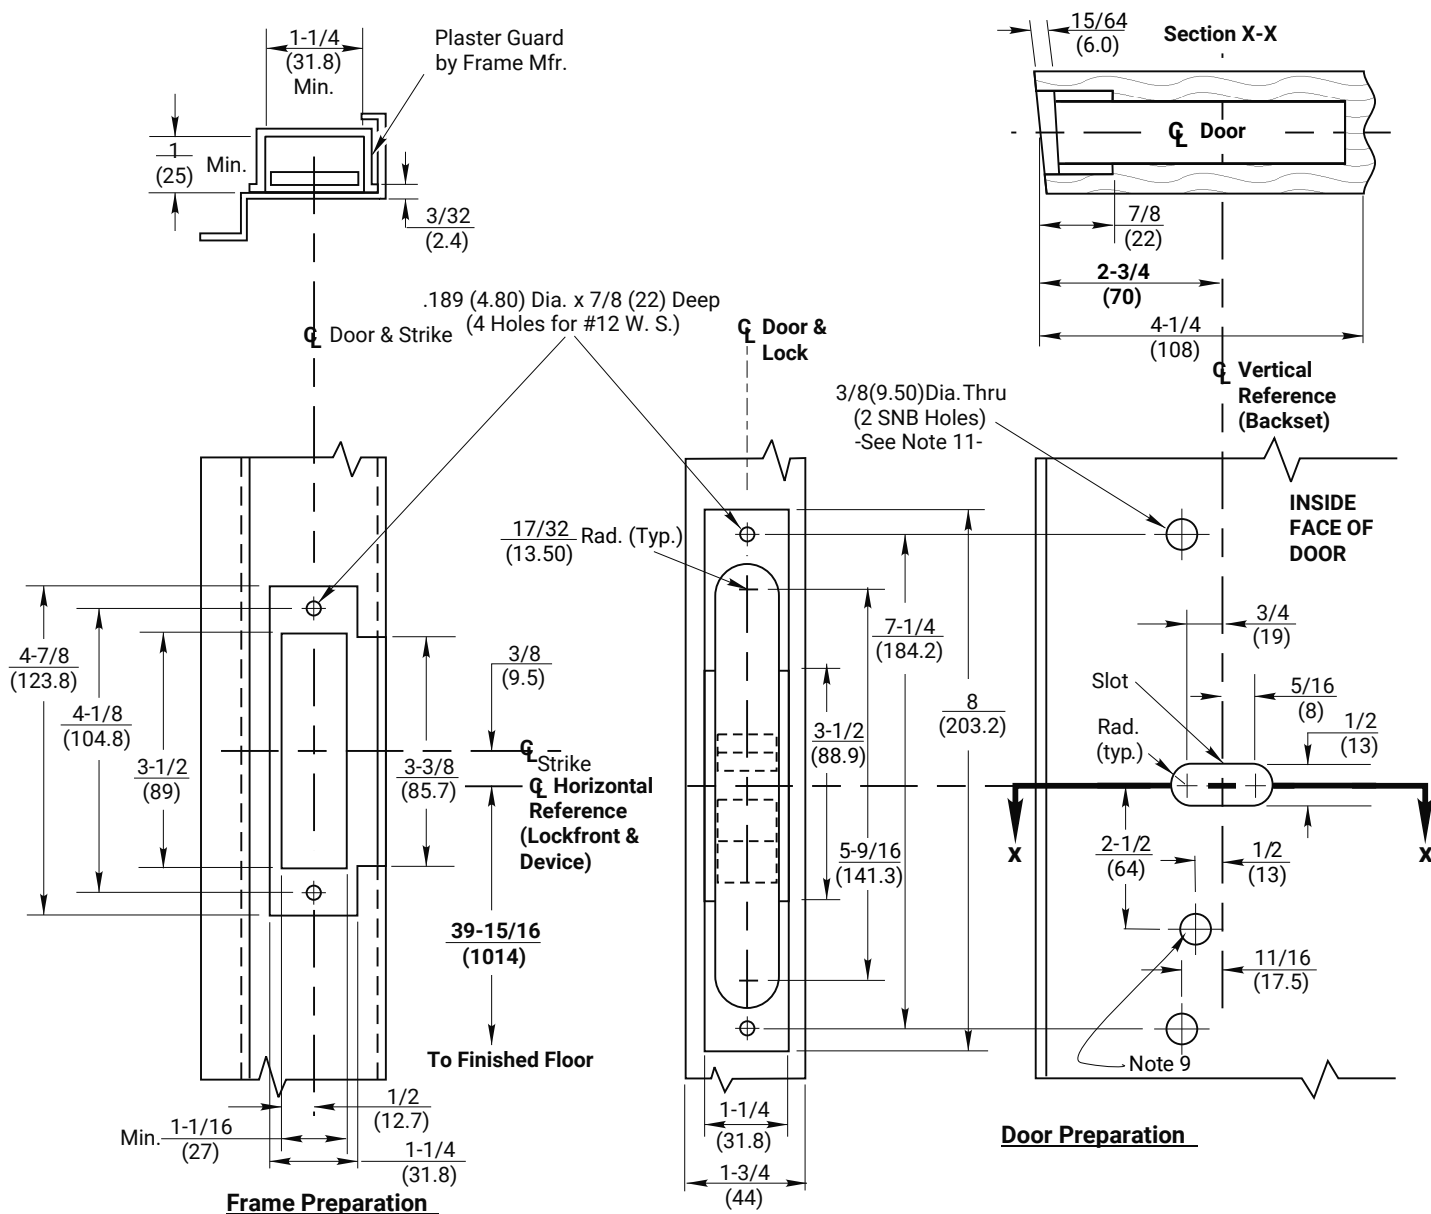 1-1/4
(31.8)
Min.
Plaster Guard
by Frame Mfr.
1
(25)
Min.
3/32
(2.4)
15/64
(6.0)
Section X-X
CL Door
7/8
(22)
2-3/4
(70)
4-1/4
(108)
.189 (4.80) Dia. x 7/8 (22) Deep
(4 Holes for #12 W. S.)
CL Door & Strike
CL Door &
Lock
CL Vertical
Reference
(Backset)
3/8(9.50)Dia.Thru
(2 SNB Holes)
-See Note 11-
INSIDE
FACE OF
DOOR
17/32
(13.50)
Rad. (Typ.)
4-7/8
(123.8)
4-1/8
(104.8)
3-1/2
(89)
3-3/8
(85.7)
3/8
(9.5)
CL Strike
CL Horizontal
Reference
(Lockfront &
Device)
39-15/16
(1014)
To Finished Floor
7-1/4
(184.2)
8
(203.2)
3-1/2
(88.9)
5-9/16
(141.3)
3/4
(19)
Slot
5/16
(8)
Rad.
(typ.)
1/2
(13)
X
X
2-1/2
(64)
1/2
(13)
11/16
(17.5)
Note 9
1/2
(12.7)
Min.
1-1/16
(27)
1-1/4
(31.8)
1-1/4
(31.8)
1-3/4
(44)
Frame Preparation
Door Preparation